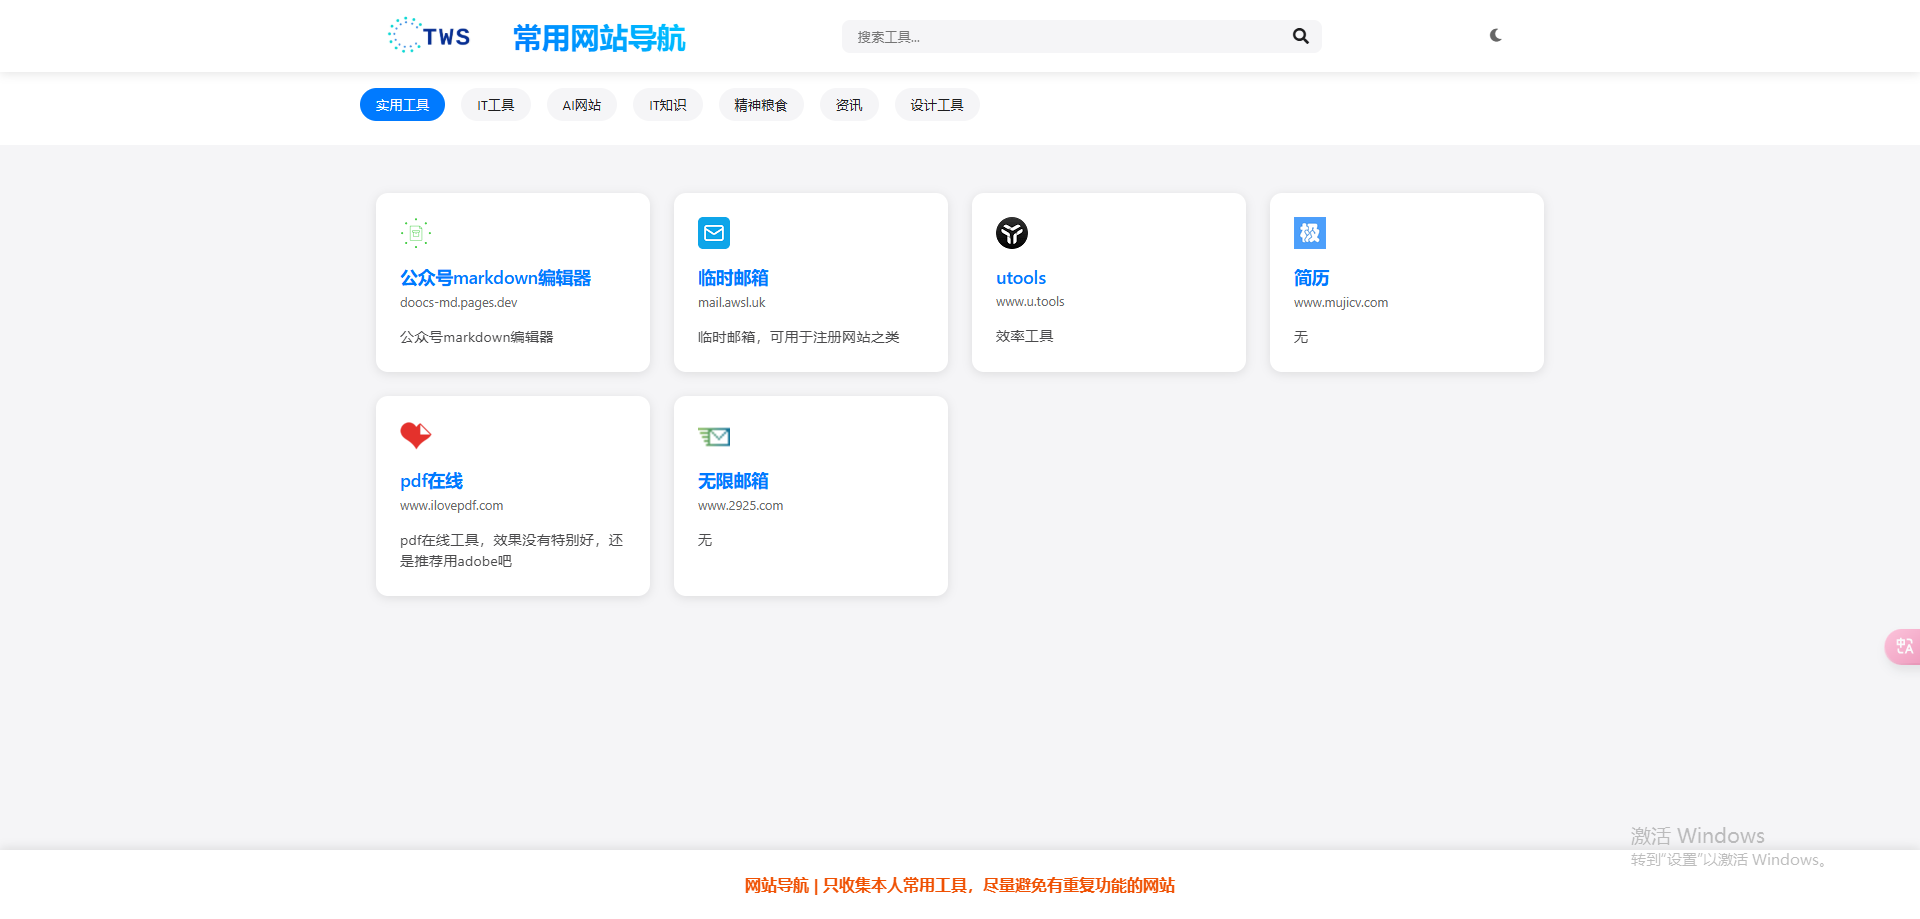 TWS
常用网站导航
搜索工具...
实用工具
IT工具
AI网站
IT知识
精神粮食
资讯
设计工具
公众号markdown编辑器
doocs-md.pages.dev
公众号markdown编辑器
临时邮箱
mail.awsl.uk
临时邮箱，可用于注册网站之类
utools
www.u.tools
效率工具
极
简历
www.mujicv.com
无
pdf在线
www.ilovepdf.com
pdf在线工具，效果没有特别好，还
是推荐用adobe吧
无限邮箱
www.2925.com
无
中A
激活 Windows
转到“设置”以激活 Windows。
网站导航 | 只收集本人常用工具，尽量避免有重复功能的网站